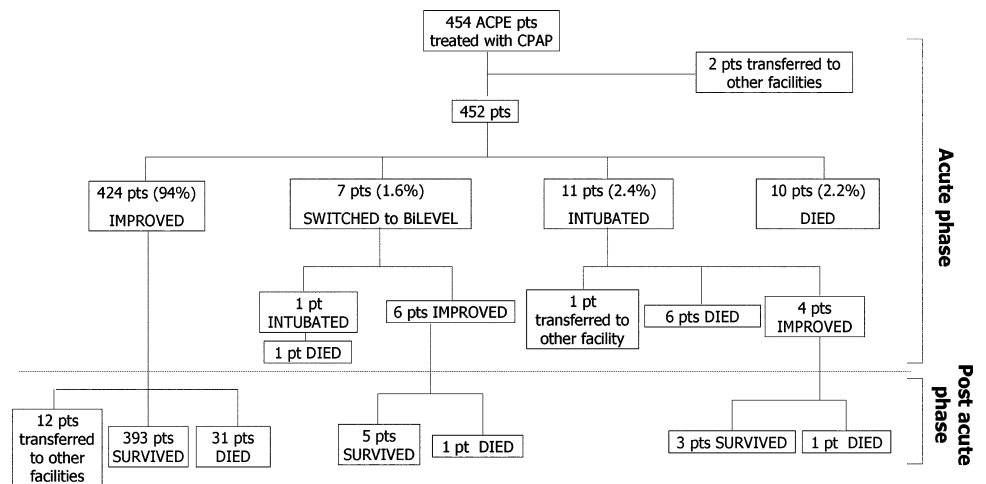 454 ACPE pts
treated with CPAP
2 pts transferred to
other facilities
452 pts
424 pts (94%)
IMPROVED
7 pts (1.6%)
SWITCHED to BiLEVEL
11 pts (2.4%)
INTUBATED
10 pts (2.2%)
DIED
1 pt
INTUBATED
1 pt DIED
6 pts IMPROVED
1 pt
transferred to
other facility
6 pts DIED
4 pts
IMPROVED
Acute phase
12 pts
transferred
to other
facilities
393 pts
SURVIVED
31 pts
DIED
5 pts
SURVIVED
1 pt DIED
3 pts SURVIVED
1 pt DIED
Post acute
phase